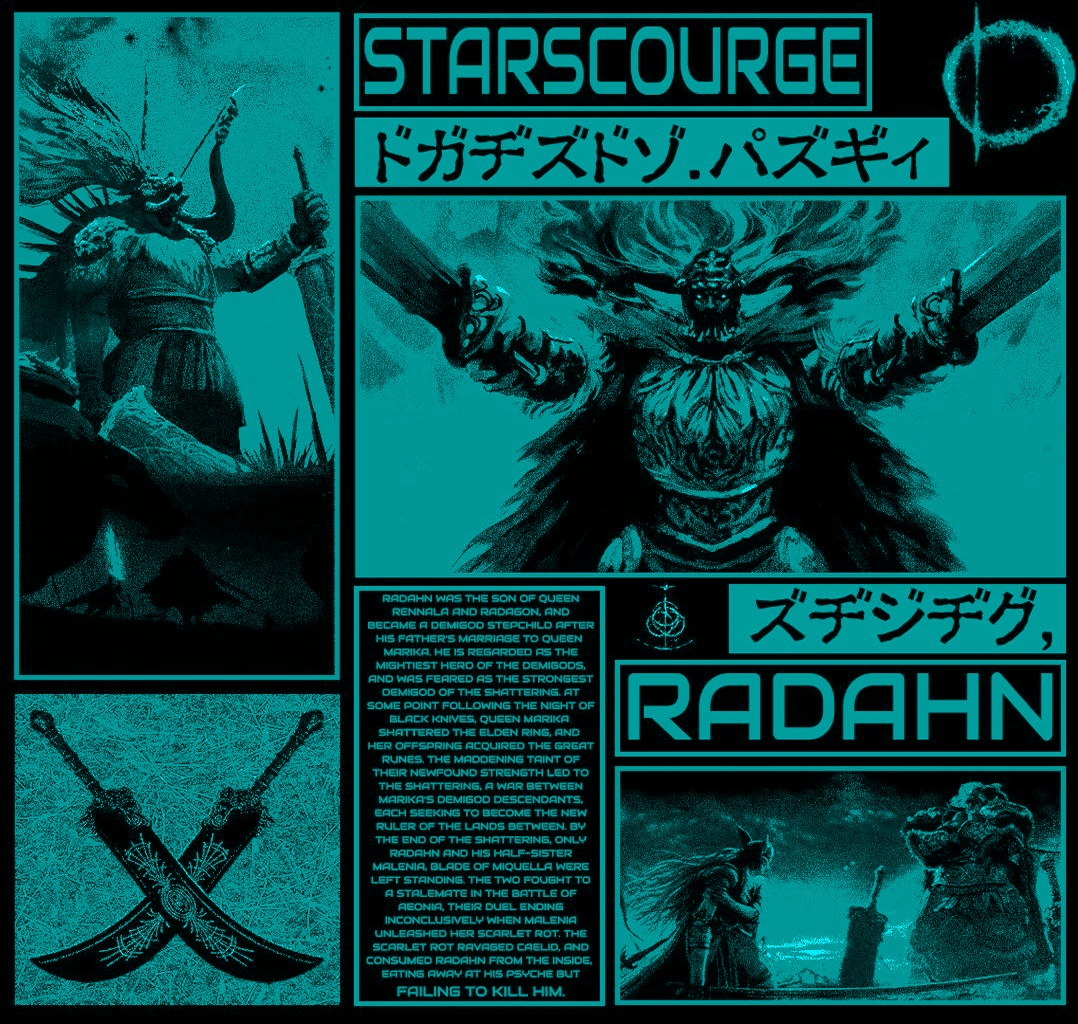 STARSCOURGE
ドガヂズドゾ.パズギィ
RADAHN WAS THE SON OF QUEEN
RENNALA AND RADAGON, AND
BECAME A DEMIGOD STEPCHILD AFTER
HIS FATHER'S MARRIAGE TO QUEEN
MARIKA. HE IS REGARDED AS THE
MIGHTIEST HERO OF THE DEMIGODS,
AND WAS FEARED AS THE STRONGEST
DEMIGOD OF THE SHATTERING. AT
SOME POINT FOLLOWING THE NIGHT OF
BLACK KNIVES, QUEEN MARIKA
SHATTERED THE ELDEN RING, AND
HER OFFSPRING ACQUIRED THE GREAT
RUNES. THE MADDENING TAINT OF
THEIR NEWFOUND STRENGTH LED TO
THE SHATTERING, A WAR BETWEEN
MARIKA'S DEMIGOD DESCENDANTS,
EACH SEEKING TO BECOME THE NEW
RULER OF THE LANDS BETWEEN. BY
THE END OF THE SHATTERING, ONLY
RADAHN AND HIS HALF-SISTER
MALENIA, BLADE OF MIQUELLA WERE
LEFT STANDING. THE TWO FOUGHT TO
A STALEMATE IN THE BATTLE OF
AEONIA, THEIR DUEL ENDING
INCONCLUSIVELY WHEN MALENIA
UNLEASHED HER SCARLET ROT. THE
SCARLET ROT RAVAGED CAELID, AND
CONSUMED RADAHN FROM THE INSIDE,
EATING AWAY AT HIS PSYCHE BUT
FAILING TO KILL HIM.
ズヂジヂグ,
RADAHN